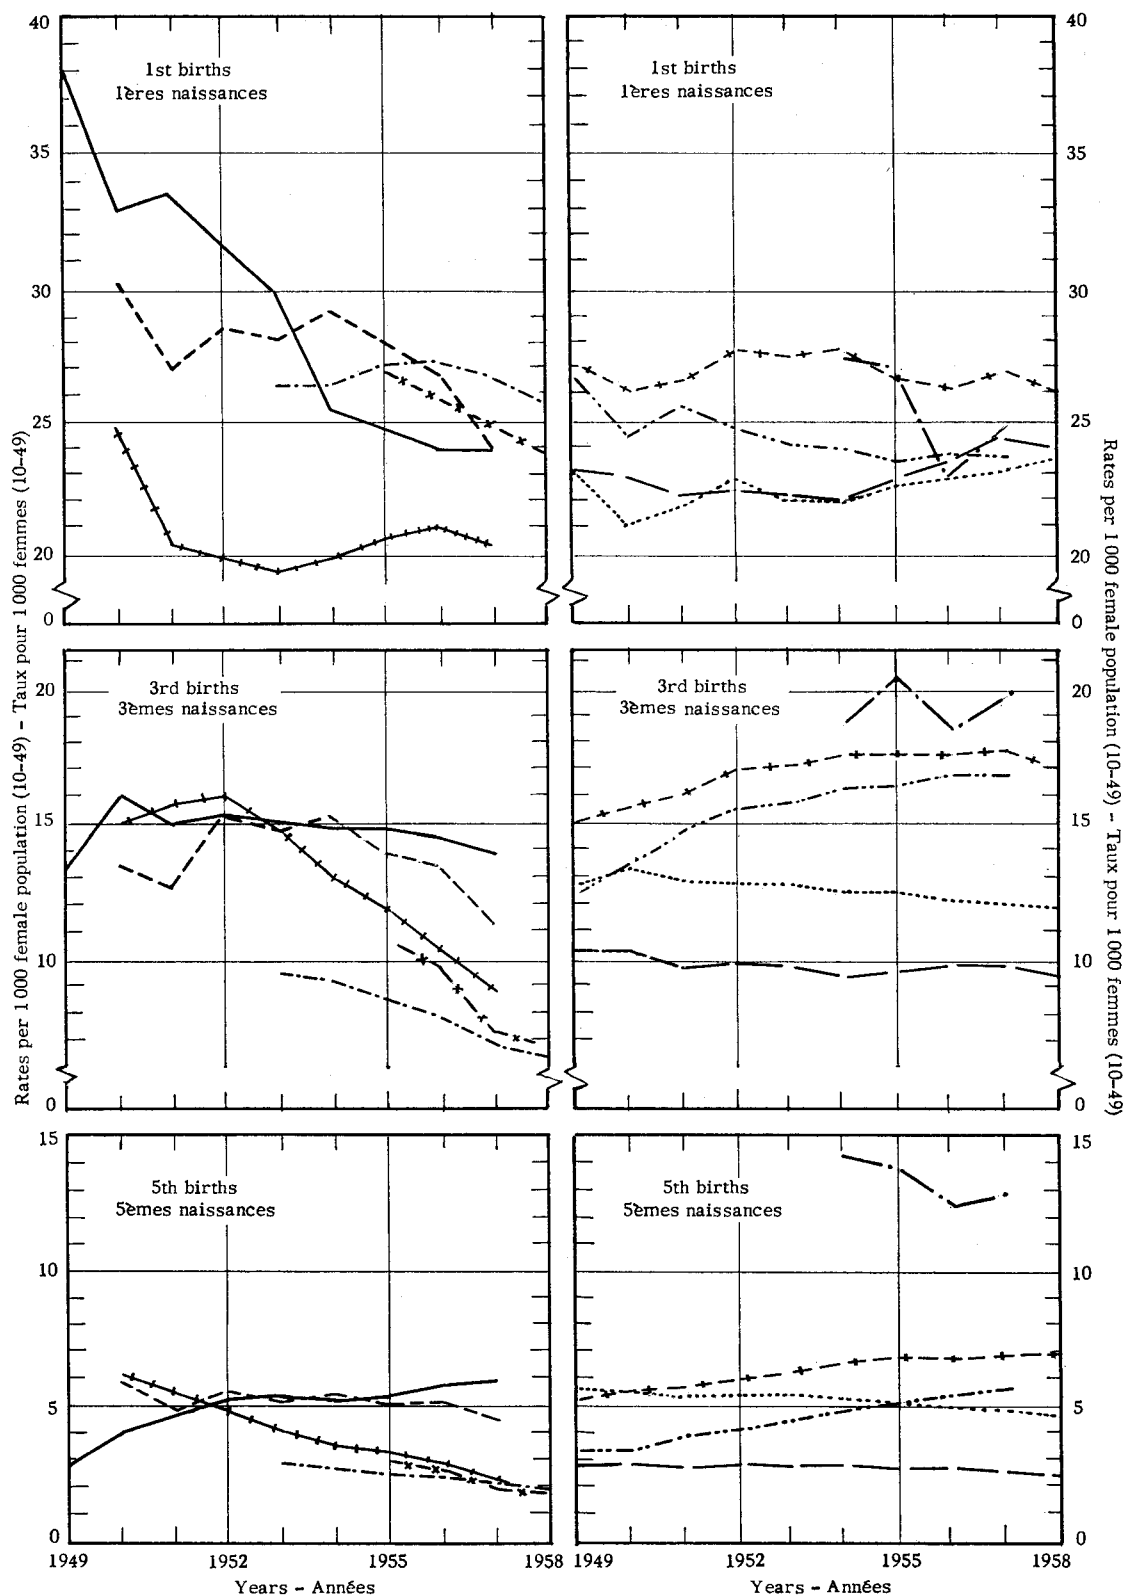 40
35
30
25
20
0
1st births
1ères naissances
1st births
1ères naissances
40
35
30
25
20
0
20
15
10
0
3rd births
3èmes naissances
3rd births
3èmes naissances
20
15
10
0
15
10
5
0
5th births
5èmes naissances
5th births
5èmes naissances
15
10
5
0
1949
1952
1955
1958
Years - Années
1949
1952
1955
1958
Years - Années
Rates per 1 000 female population (10-49) - Taux pour 1 000 femmes (10-49)
Rates per 1 000 female population (10-49) - Taux pour 1 000 femmes (10-49)